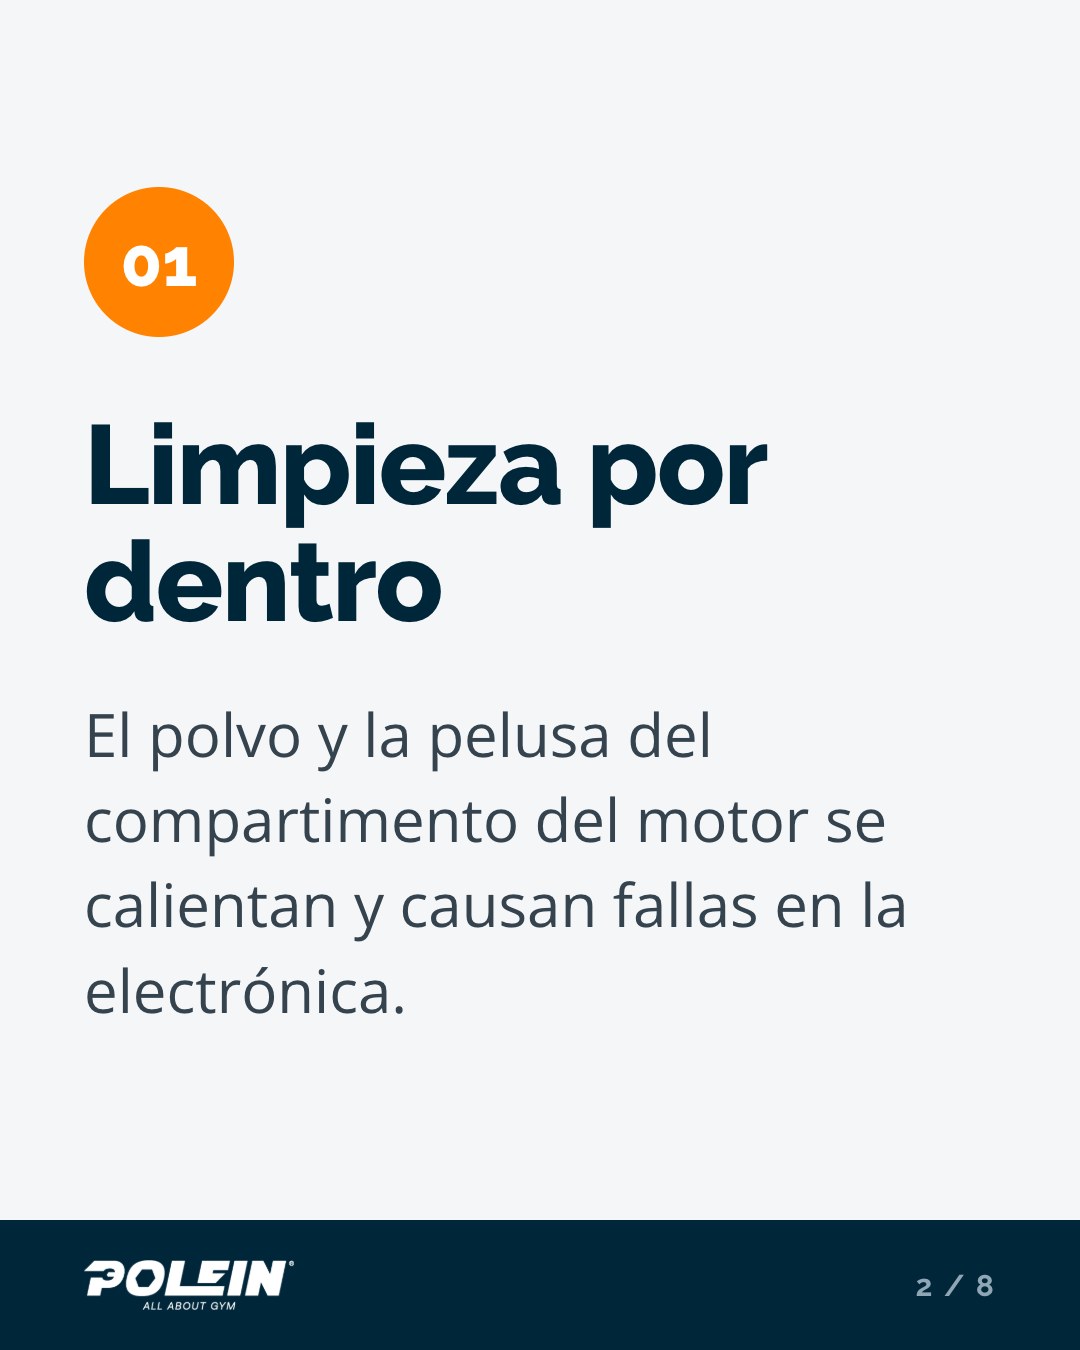 01
Limpieza por
dentro
El polvo y la pelusa del
compartimento del motor se
calientan y causan fallas en la
electrónica.
POLEIN®
ALL ABOUT GYM
2 / 8